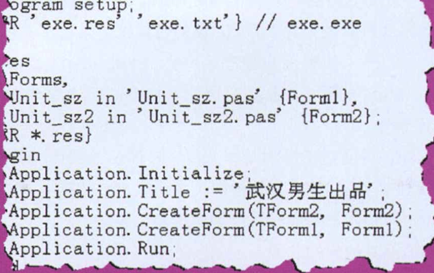 ogram setup;
R 'exe.res' 'exe.txt'} // exe.exe
es
Forms,
Unit_sz in 'Unit_sz.pas' {Form1},
Unit_sz2 in 'Unit_sz2.pas' {Form2};
R *.res}
gin
Application.Initialize;
Application.Title := '武汉男生出品';
Application.CreateForm(TForm2, Form2);
Application.CreateForm(TForm1, Form1);
Application.Run;